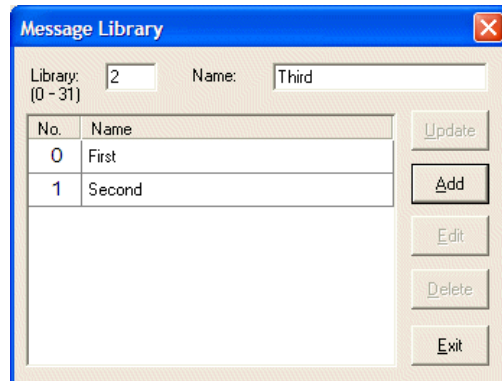 Message Library
Library: 2 Name: Third
(0 - 31)
No. Name
0 First
1 Second
Update
Add
Edit
Delete
Exit